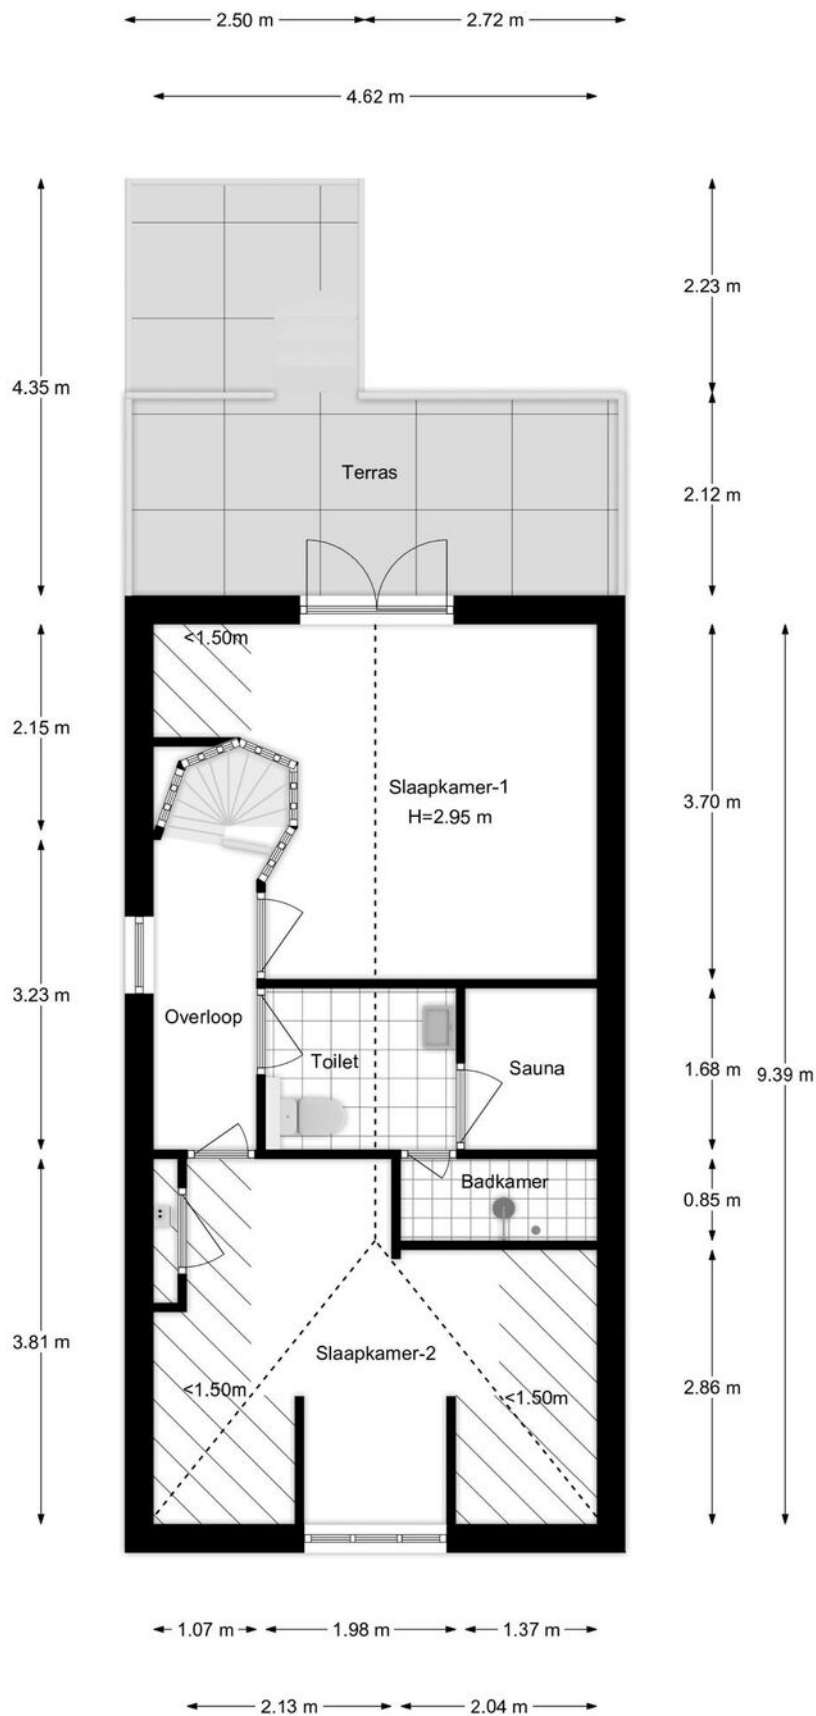 2.50 m
2.72 m
4.62 m
2.23 m
4.35 m
Terras
2.12 m
<1.50m
2.15 m
Slaapkamer-1
H=2.95 m
3.70 m
3.23 m
Overloop
Toilet
Sauna
1.68 m
9.39 m
Badkamer
0.85 m
3.81 m
Slaapkamer-2
<1.50m
<1.50m
2.86 m
1.07 m
1.98 m
1.37 m
2.13 m
2.04 m